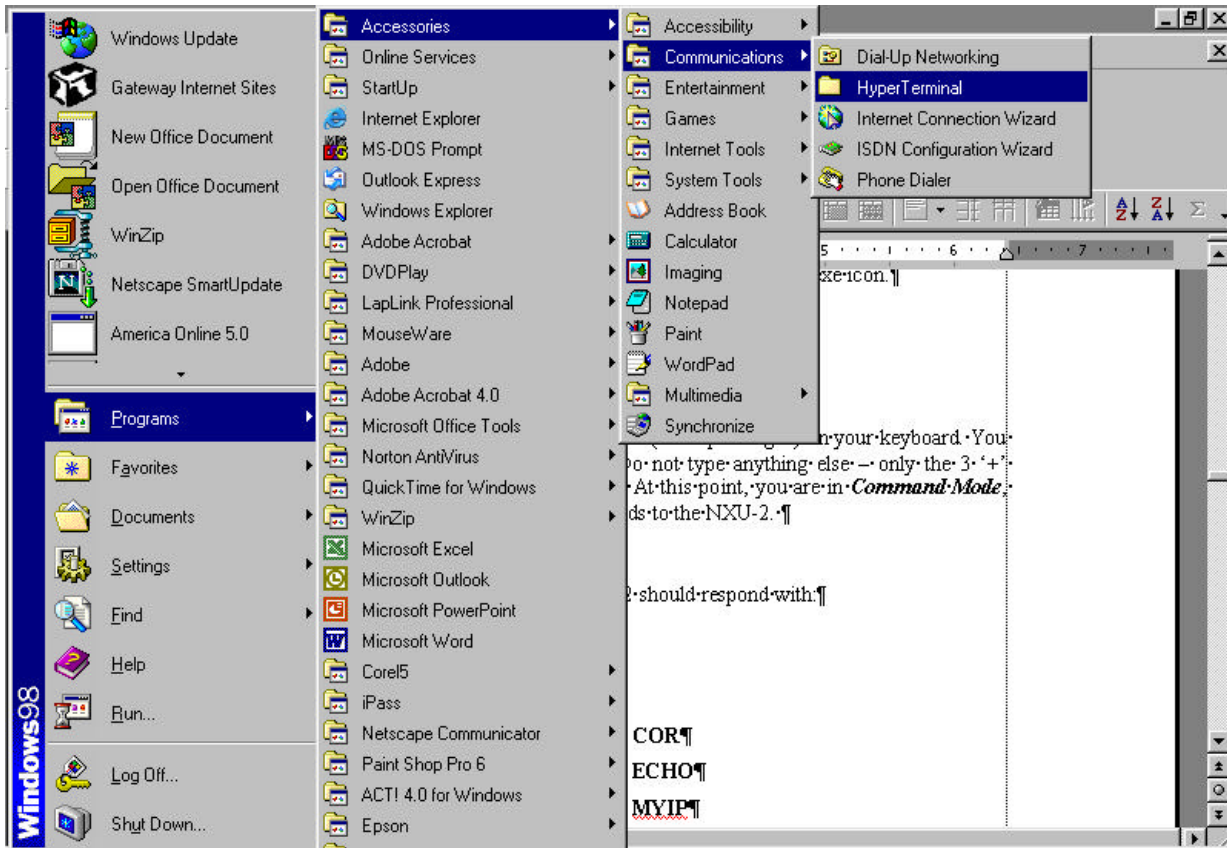 Windows98
Windows Update
Gateway Internet Sites
New Office Document
Open Office Document
WinZip
Netscape SmartUpdate
America Online 5.0
Programs
Favorites
Documents
Settings
Find
Help
Run...
Log Off...
Shut Down...
Accessories
Online Services
StartUp
Internet Explorer
MS-DOS Prompt
Outlook Express
Windows Explorer
Adobe Acrobat
DVDPlay
LapLink Professional
MouseWare
Adobe
Adobe Acrobat 4.0
Microsoft Office Tools
Norton AntiVirus
QuickTime for Windows
WinZip
Microsoft Excel
Microsoft Outlook
Microsoft PowerPoint
Microsoft Word
Corel5
iPass
Netscape Communicator
Paint Shop Pro 6
ACT! 4.0 for Windows
Epson
Accessibility
Communications
Entertainment
Games
Internet Tools
System Tools
Address Book
Calculator
Imaging
Notepad
Paint
WordPad
Multimedia
Synchronize
Dial-Up Networking
HyperTerminal
Internet Connection Wizard
ISDN Configuration Wizard
Phone Dialer
5 6 7
xe·icon.¶
n·your·keyboard.·You·
not·type·anything·else·–·only·the·3·‘+’·
At·this·point,·you·are·in·Command·Mode,·
ds·to·the·NXU-2.·¶
should·respond·with:¶
COR¶
ECHO¶
MYIP¶